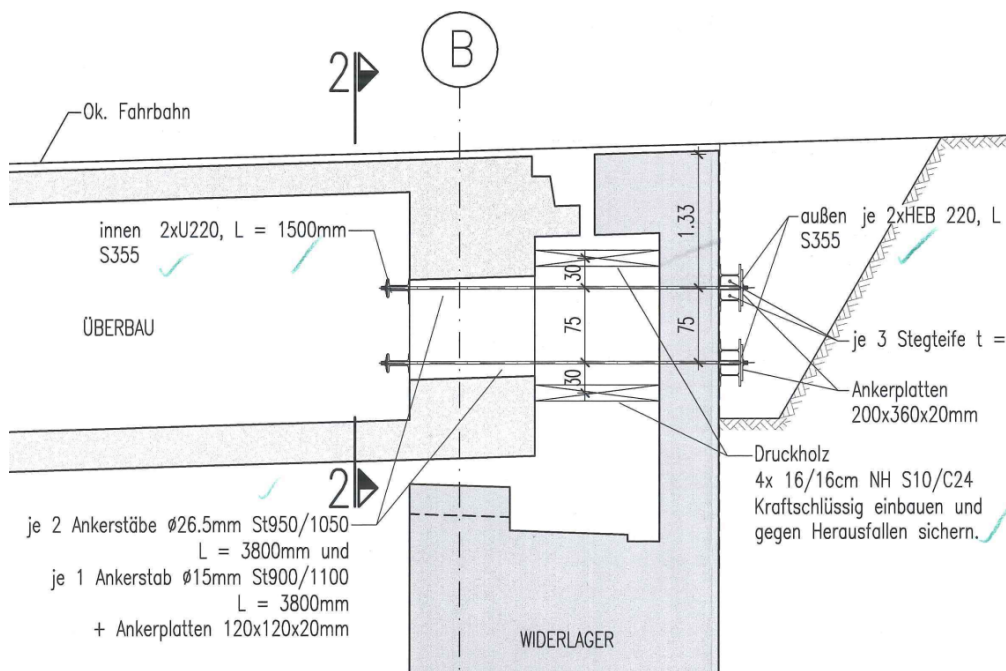 B
2
Ok. Fahrbahn
innen 2xU220, L = 1500mm
S355
ÜBERBAU
30
75
30
1.33
75
außen je 2xHEB 220, L
S355
je 3 Stegteife t =
Ankerplatten
200x360x20mm
Druckholz
4x 16/16cm NH S10/C24
Kraftschlüssig einbauen und
gegen Herausfallen sichern.
2
je 2 Ankerstäbe ø26.5mm St950/1050
L = 3800mm und
je 1 Ankerstab ø15mm St900/1100
L = 3800mm
+ Ankerplatten 120x120x20mm
WIDERLAGER